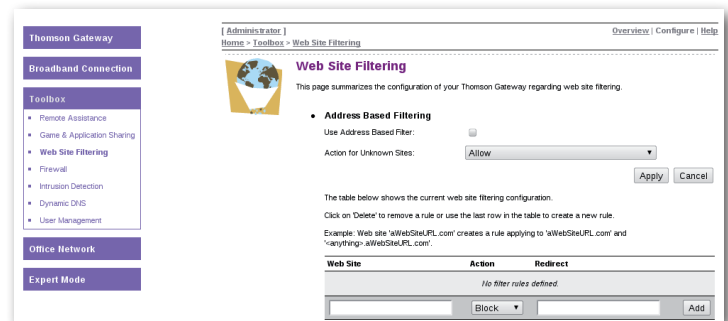 Thomson Gateway
Broadband Connection
Toolbox
Remote Assistance
Game & Application Sharing
Web Site Filtering
Firewall
Intrusion Detection
Dynamic DNS
User Management
Office Network
Expert Mode
[ Administrator ]
Overview | Configure | Help
Home > Toolbox > Web Site Filtering
Web Site Filtering
This page summarizes the configuration of your Thomson Gateway regarding web site filtering.
Address Based Filtering
Use Address Based Filter:
Action for Unknown Sites: Allow
Apply Cancel
The table below shows the current web site filtering configuration.
Click on 'Delete' to remove a rule or use the last row in the table to create a new rule.
Example: Web site 'aWebSiteURL.com' creates a rule applying to 'aWebSiteURL.com' and
'<anything>.aWebSiteURL.com'.
Web Site Action Redirect
No filter rules defined.
Block Add